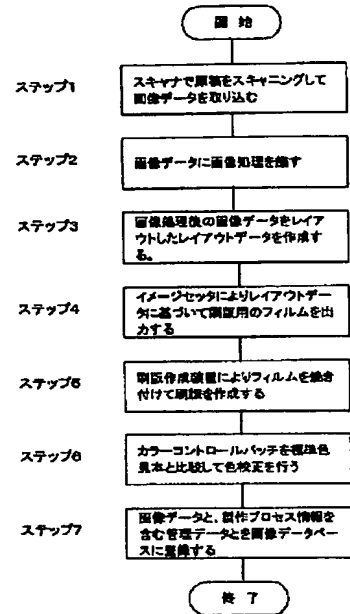 開 始
ステップ1
スキャナで原稿をスキャニングして
画像データを取り込む
ステップ2
画像データに画像処理を施す
ステップ3
画像処理後の画像データをレイア
ウトしたレイアウトデータを作成す
る。
ステップ4
イメージセッタによりレイアウトデー
タに基づいて刷版用のフィルムを出
力する
ステップ5
刷版作成装置によりフィルムを焼き
付けて刷版を作成する
ステップ6
カラーコントロールパッチを標準色
見本と比較して色校正を行う
ステップ7
画像データと、製作プロセス情報を
含む管理データとを画像データベー
スに登録する
終 了